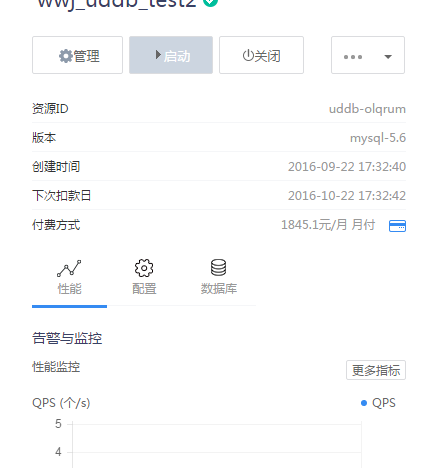 wwj_uddb_test2
管理 启动 关闭
资源ID uddb-olqrum
版本 mysql-5.6
创建时间 2016-09-22 17:32:40
下次扣款日 2016-10-22 17:32:42
付费方式 1845.1元/月 月付
性能 配置 数据库
告警与监控
性能监控 更多指标
QPS (个/s) QPS
5
4